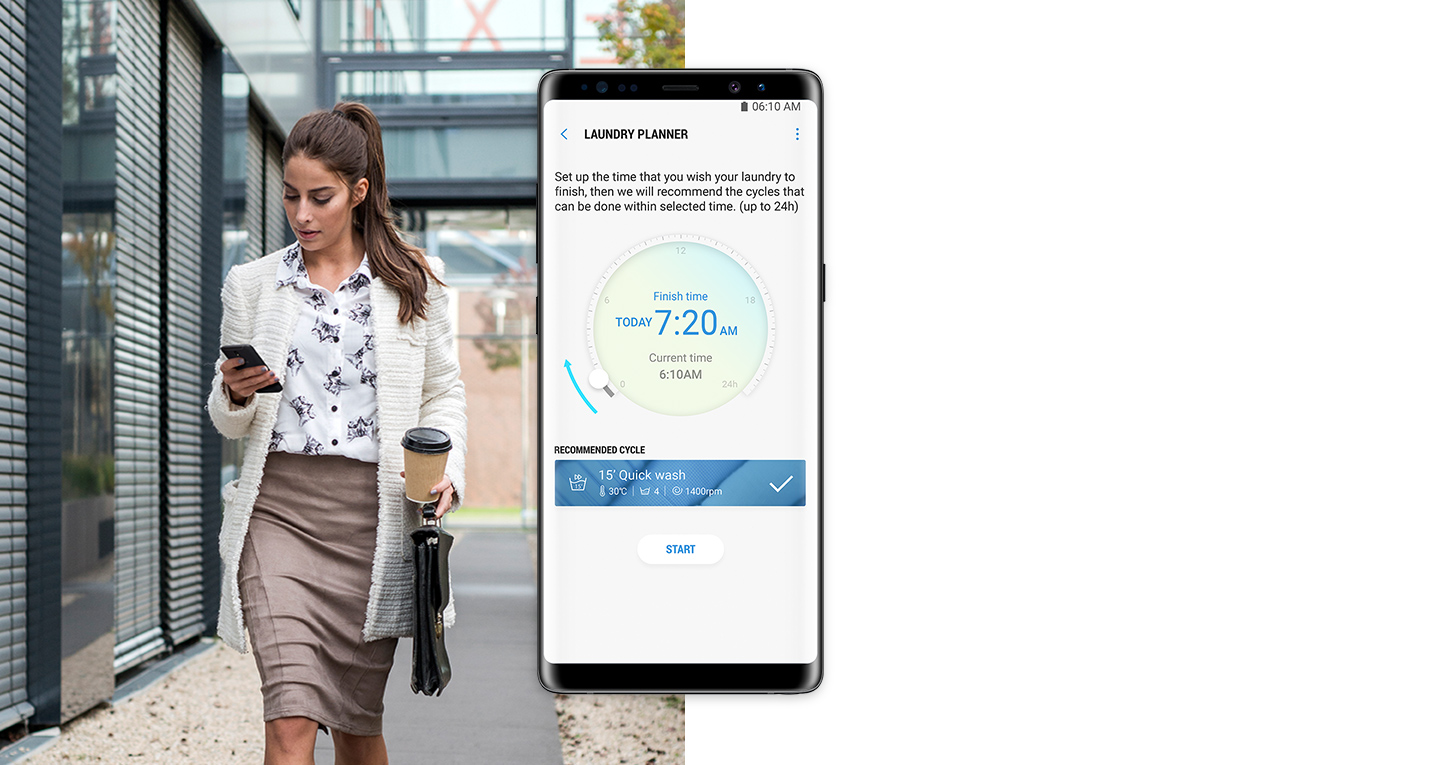 06:10 AM
LAUNDRY PLANNER
Set up the time that you wish your laundry to
finish, then we will recommend the cycles that
can be done within selected time. (up to 24h)
12
6
18
Finish time
TODAY 7:20 AM
Current time
6:10AM
0
24h
RECOMMENDED CYCLE
15' Quick wash
15'
30℃ | 4 | 1400rpm
START